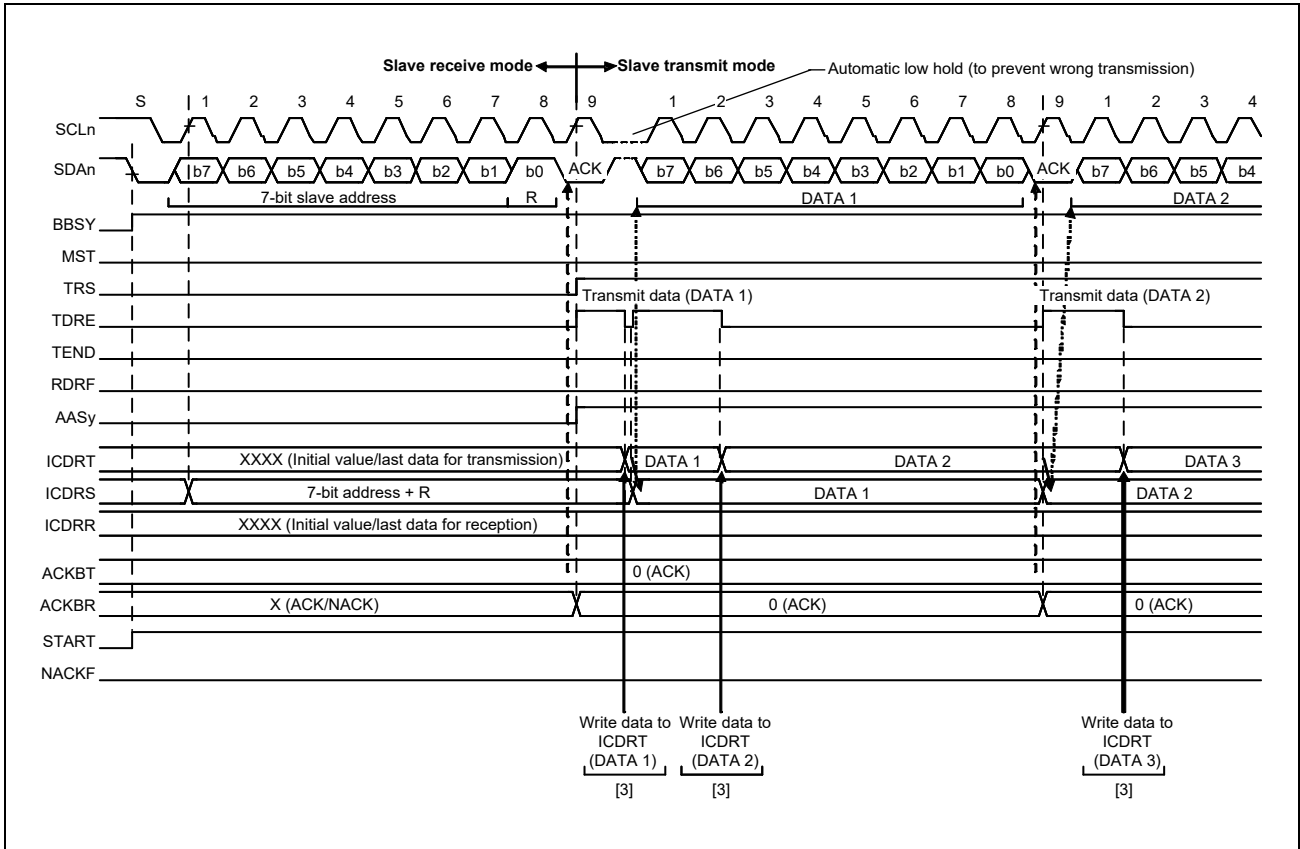 Slave receive mode Slave transmit mode Automatic low hold (to prevent wrong transmission)
S 1 2 3 4 5 6 7 8 9 1 2 3 4 5 6 7 8 9 1 2 3 4
SCLn
SDAn b7 b6 b5 b4 b3 b2 b1 b0 ACK b7 b6 b5 b4 b3 b2 b1 b0 ACK b7 b6 b5 b4
7-bit slave address R DATA 1 DATA 2
BBSY
MST
TRS
Transmit data (DATA 1) Transmit data (DATA 2)
TDRE
TEND
RDRF
AASy
ICDRT XXXX (Initial value/last data for transmission) DATA 1 DATA 2 DATA 3
ICDRS 7-bit address + R DATA 1 DATA 2
ICDRR XXXX (Initial value/last data for reception)
ACKBT 0 (ACK)
ACKBR X (ACK/NACK) 0 (ACK) 0 (ACK)
START
NACKF
Write data to Write data to Write data to
ICDRT ICDRT ICDRT
(DATA 1) (DATA 2) (DATA 3)
[3] [3] [3]